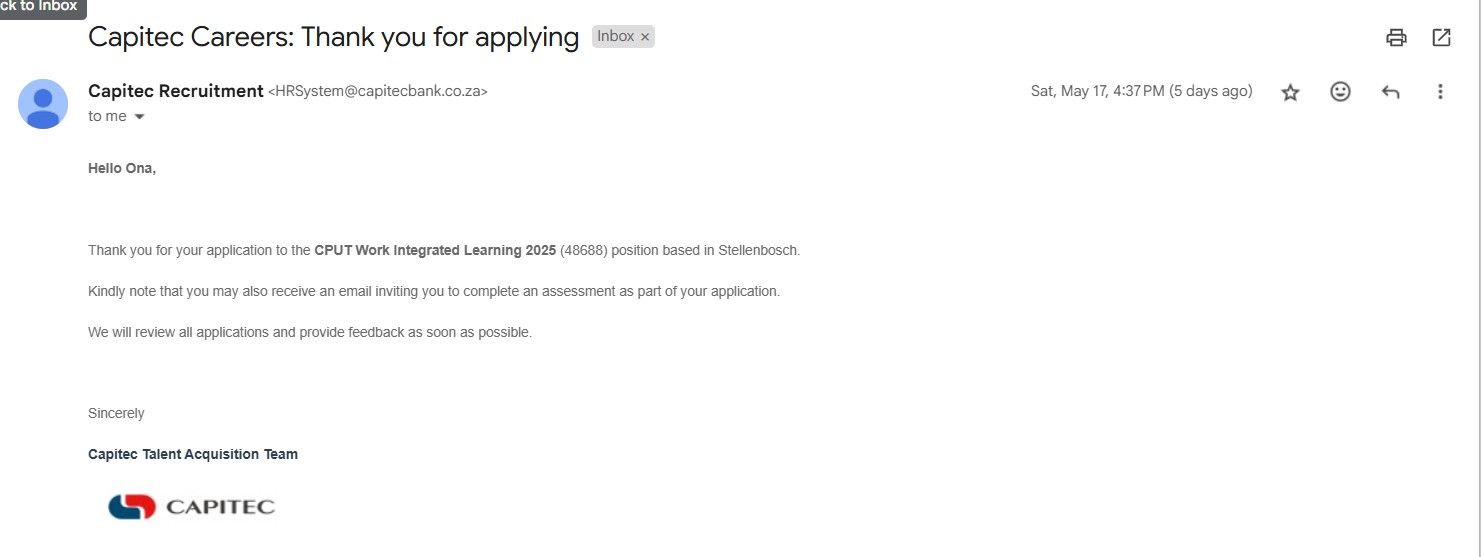 ck to Inbox
Capitec Careers: Thank you for applying Inbox ×
Capitec Recruitment <HRSystem@capitecbank.co.za> Sat, May 17, 4:37 PM (5 days ago)
to me
Hello Ona,
Thank you for your application to the CPUT Work Integrated Learning 2025 (48688) position based in Stellenbosch.
Kindly note that you may also receive an email inviting you to complete an assessment as part of your application.
We will review all applications and provide feedback as soon as possible.
Sincerely
Capitec Talent Acquisition Team
CAPITEC